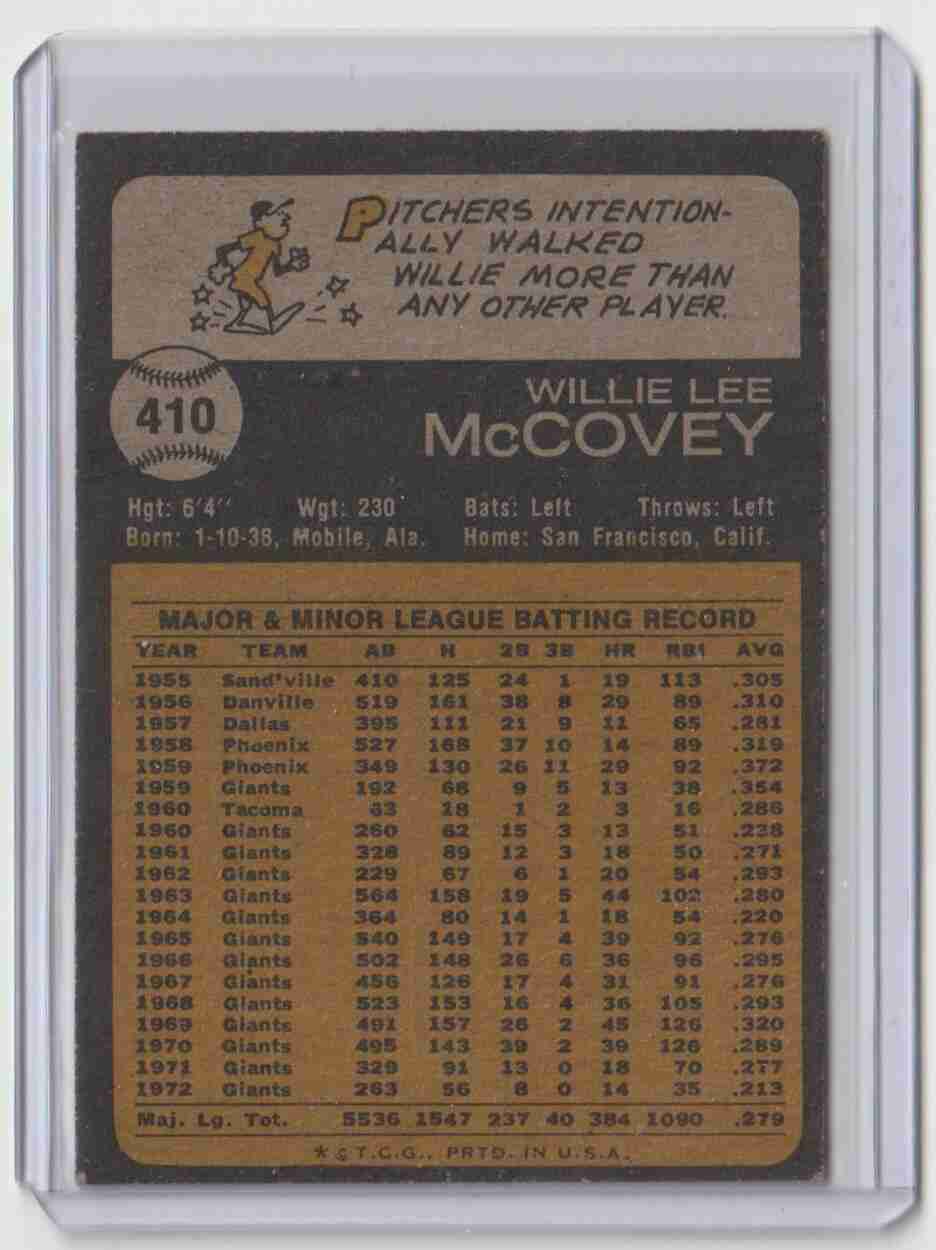 PITCHERS INTENTION-
ALLY WALKED
WILLIE MORE THAN
ANY OTHER PLAYER.
410
WILLIE LEE
McCOVEY
Hgt: 6'4" Wgt: 230 Bats: Left Throws: Left
Born: 1-10-38, Mobile, Ala. Home: San Francisco, Calif.
MAJOR & MINOR LEAGUE BATTING RECORD
YEAR TEAM AB H 2B 3B HR RBI AVG
1955 Sand'ville 410 125 24 1 19 113 .305
1956 Danville 519 161 38 8 29 89 .310
1957 Dallas 395 111 21 9 11 65 .281
1958 Phoenix 527 168 37 10 14 89 .319
1959 Phoenix 349 130 26 11 29 92 .372
1959 Giants 192 68 9 5 13 38 .354
1960 Tacoma 63 18 1 2 3 16 .286
1960 Giants 260 62 15 3 13 51 .238
1961 Giants 328 89 12 3 18 50 .271
1962 Giants 229 67 6 1 20 54 .293
1963 Giants 564 158 19 5 44 102 .280
1964 Giants 364 80 14 1 18 54 .220
1965 Giants 540 149 17 4 39 92 .276
1966 Giants 502 148 26 6 36 96 .295
1967 Giants 456 126 17 4 31 91 .276
1968 Giants 523 153 16 4 36 105 .293
1969 Giants 491 157 26 2 45 126 .320
1970 Giants 495 143 39 2 39 126 .289
1971 Giants 329 91 13 0 18 70 .277
1972 Giants 263 56 8 0 14 35 .213
Maj. Lg. Tot. 5536 1547 237 40 384 1090 .279
* © T.C.G., PRTD. IN U.S.A.